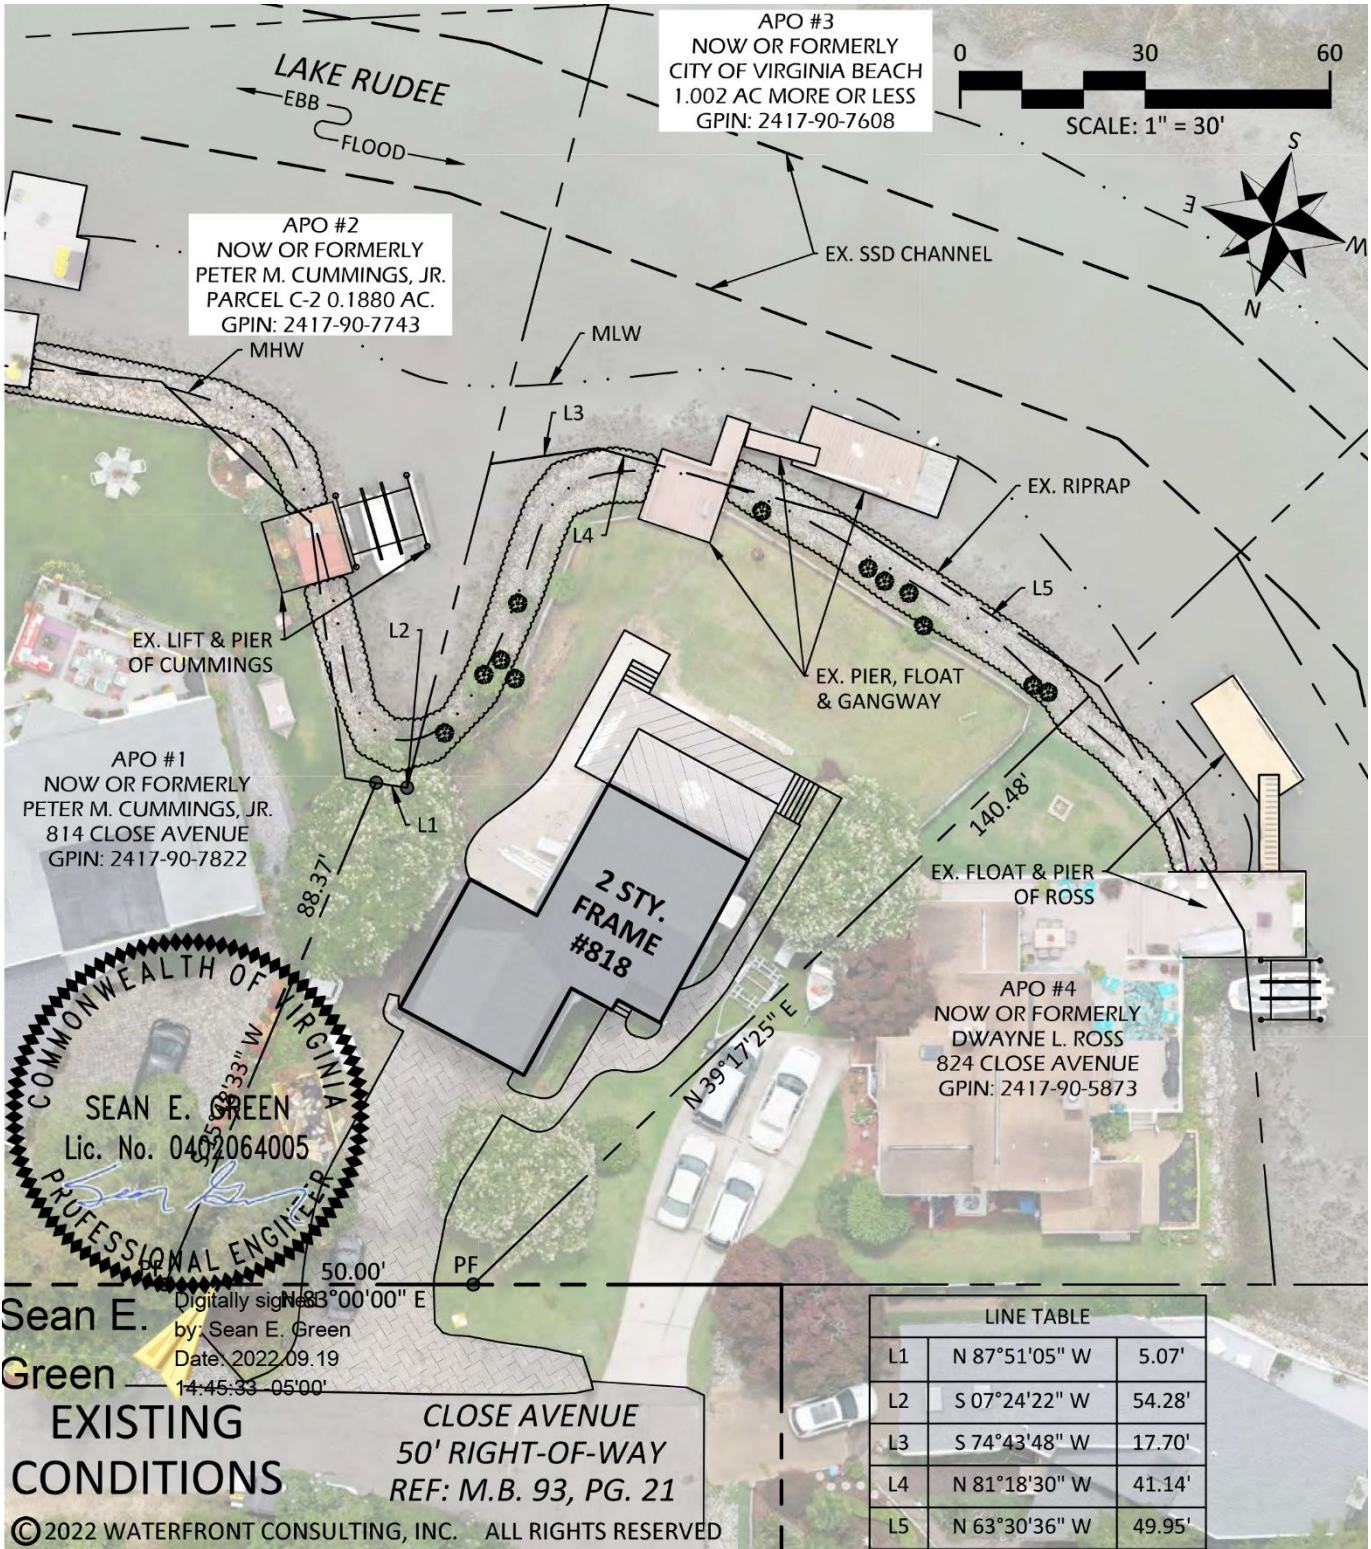 APO #3
NOW OR FORMERLY
CITY OF VIRGINIA BEACH
1.002 AC MORE OR LESS
GPIN: 2417-90-7608
0 30 60
SCALE: 1" = 30'
S
E
W
N
LAKE RUDEE
EBB
FLOOD
APO #2
NOW OR FORMERLY
PETER M. CUMMINGS, JR.
PARCEL C-2 0.1880 AC.
GPIN: 2417-90-7743
EX. SSD CHANNEL
MHW
MLW
L3
EX. RIPRAP
L4
L5
L2
EX. LIFT & PIER
OF CUMMINGS
EX. PIER, FLOAT
& GANGWAY
APO #1
NOW OR FORMERLY
PETER M. CUMMINGS, JR.
814 CLOSE AVENUE
GPIN: 2417-90-7822
L1
140.48'
88.37'
2 STY.
FRAME
#818
EX. FLOAT & PIER
OF ROSS
N 39°17'25" E
APO #4
NOW OR FORMERLY
DWAYNE L. ROSS
824 CLOSE AVENUE
GPIN: 2417-90-5873
COMMONWEALTH OF VIRGINIA
SEAN E. GREEN
Lic. No. 0402064005
Sean Green
PROFESSIONAL ENGINEER
PF
PF
50.00'
N 83°00'00" E
Sean E.
Green
Digitally signed
by: Sean E. Green
Date: 2022.09.19
14:45:33 -05'00'
EXISTING
CONDITIONS
CLOSE AVENUE
50' RIGHT-OF-WAY
REF: M.B. 93, PG. 21
© 2022 WATERFRONT CONSULTING, INC. ALL RIGHTS RESERVED
LINE TABLE
L1 N 87°51'05" W 5.07'
L2 S 07°24'22" W 54.28'
L3 S 74°43'48" W 17.70'
L4 N 81°18'30" W 41.14'
L5 N 63°30'36" W 49.95'